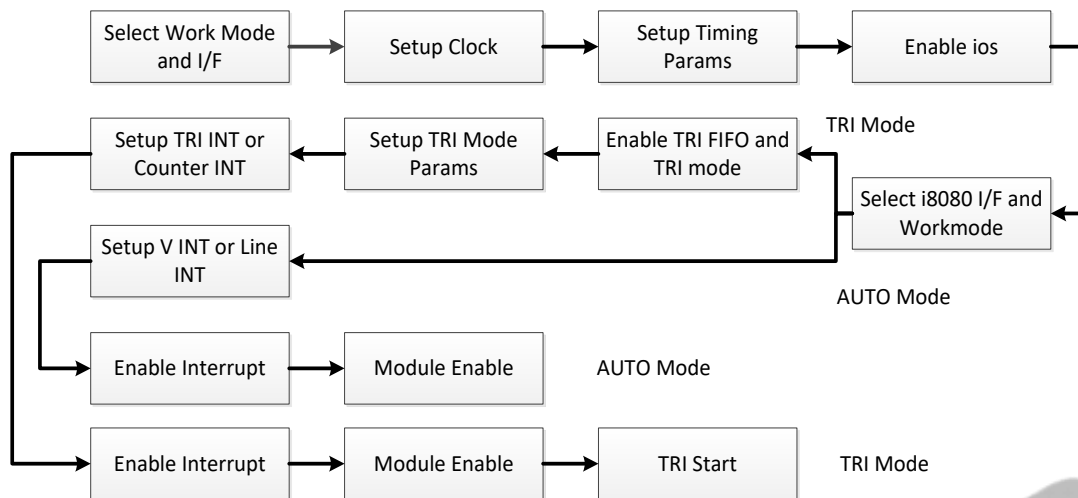 Select Work Mode
and I/F
Setup Clock
Setup Timing
Params
Enable ios
Setup TRI INT or
Counter INT
Setup TRI Mode
Params
Enable TRI FIFO and
TRI mode
TRI Mode
Select i8080 I/F and
Workmode
Setup V INT or Line
INT
AUTO Mode
Enable Interrupt
Module Enable
AUTO Mode
Enable Interrupt
Module Enable
TRI Start
TRI Mode